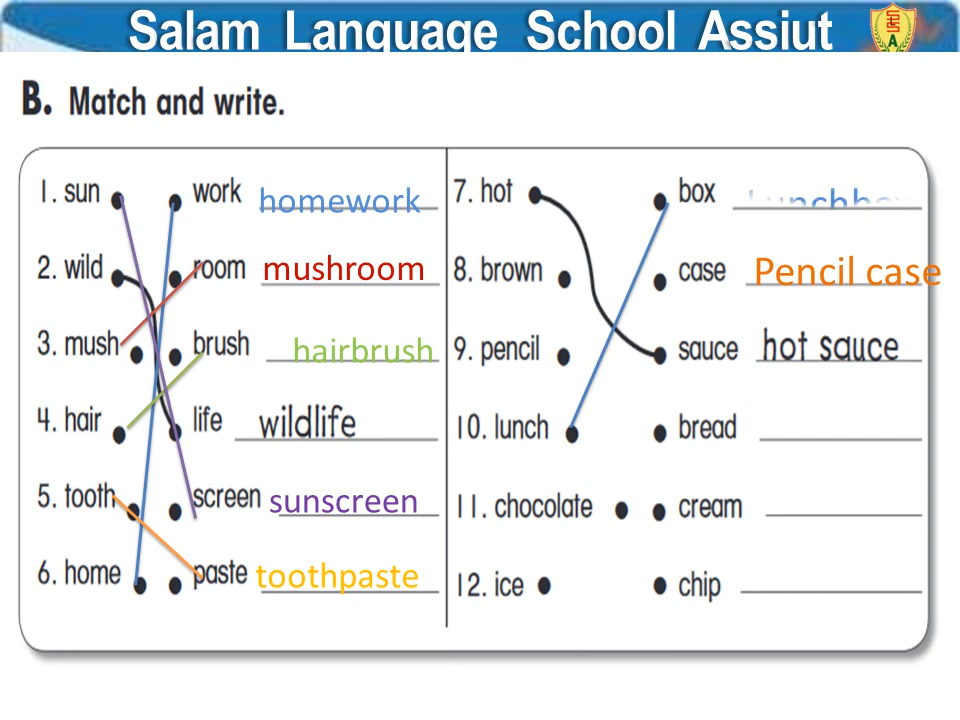 Salam Language School Assiut
B. Match and write.
1. sun work homework
2. wild room mushroom
3. mush brush hairbrush
4. hair life wildlife
5. tooth screen sunscreen
6. home paste toothpaste
7. hot box
8. brown case Pencil case
9. pencil sauce hot sauce
10. lunch bread
11. chocolate cream
12. ice chip